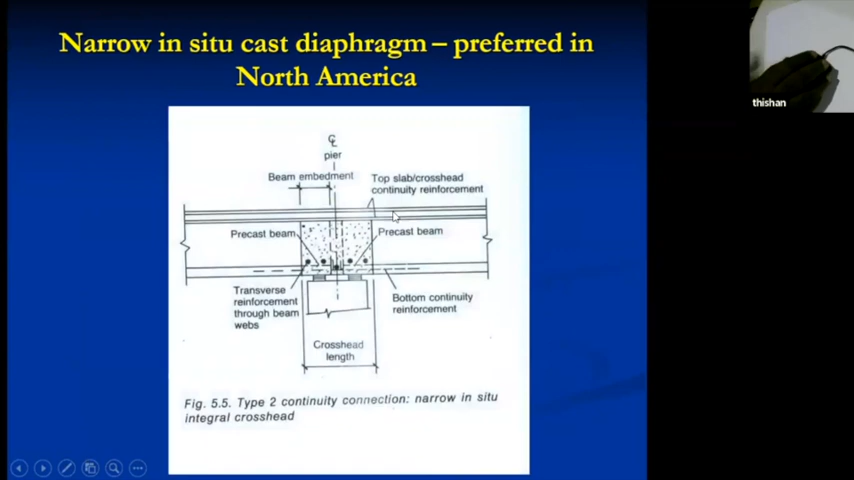 Narrow in situ cast diaphragm – preferred in
North America
thishan
℄
pier
Beam embedment
Top slab/crosshead
continuity reinforcement
Precast beam
Precast beam
Transverse
reinforcement
through beam
webs
Bottom continuity
reinforcement
Crosshead
length
Fig. 5.5. Type 2 continuity connection: narrow in situ
integral crosshead